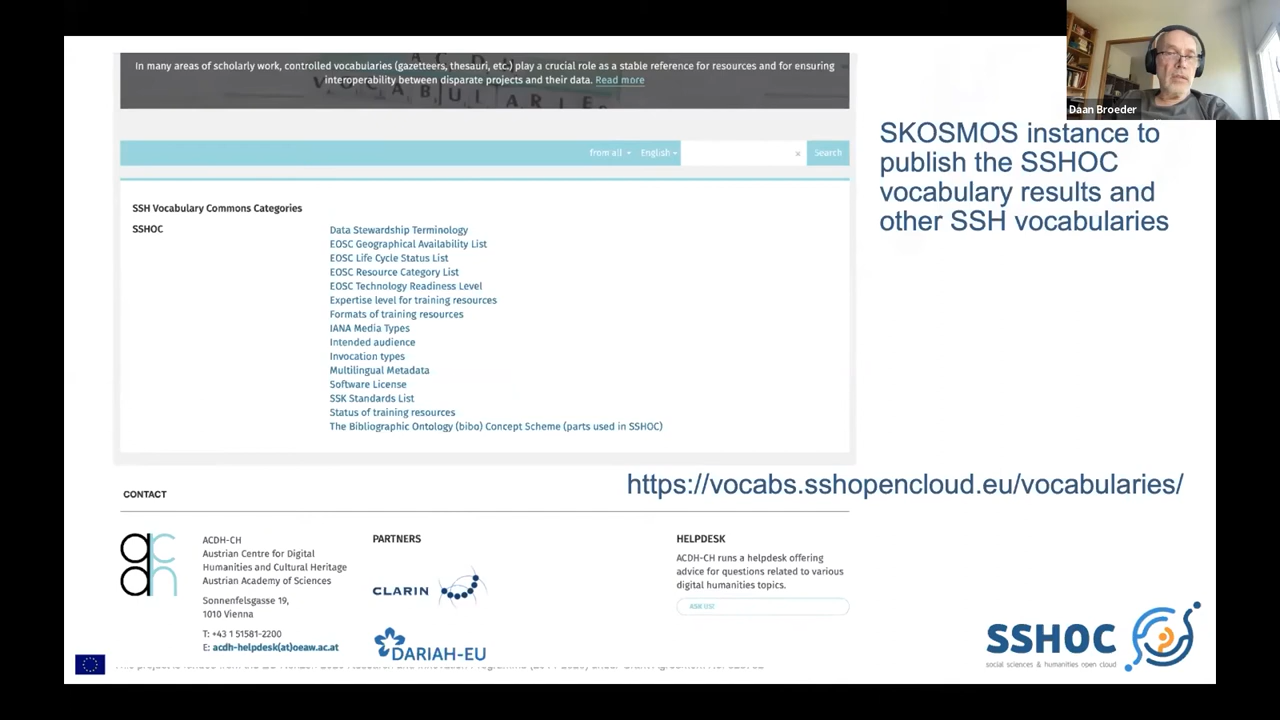 In many areas of scholarly work, controlled vocabularies (gazetteers, thesauri, etc.) play a crucial role as a stable reference for resources and for ensuring
interoperability between disparate projects and their data. Read more
Daan Broeder
SKOSMOS instance to
publish the SSHOC
vocabulary results and
other SSH vocabularies
from all English × Search
SSH Vocabulary Commons Categories
SSHOC
Data Stewardship Terminology
EOSC Geographical Availability List
EOSC Life Cycle Status List
EOSC Resource Category List
EOSC Technology Readiness Level
Expertise level for training resources
Formats of training resources
IANA Media Types
Intended audience
Invocation types
Multilingual Metadata
Software License
SSK Standards List
Status of training resources
The Bibliographic Ontology (bibo) Concept Scheme (parts used in SSHOC)
https://vocabs.sshopencloud.eu/vocabularies/
CONTACT
acdh
ACDH-CH
Austrian Centre for Digital
Humanities and Cultural Heritage
Austrian Academy of Sciences
Sonnenfelsgasse 19,
1010 Vienna
T: +43 1 51581-2200
E: acdh-helpdesk(at)oeaw.ac.at
PARTNERS
CLARIN
DARIAH-EU
HELPDESK
ACDH-CH runs a helpdesk offering
advice for questions related to various
digital humanities topics.
ASK US!
SSHOC
social sciences & humanities open cloud